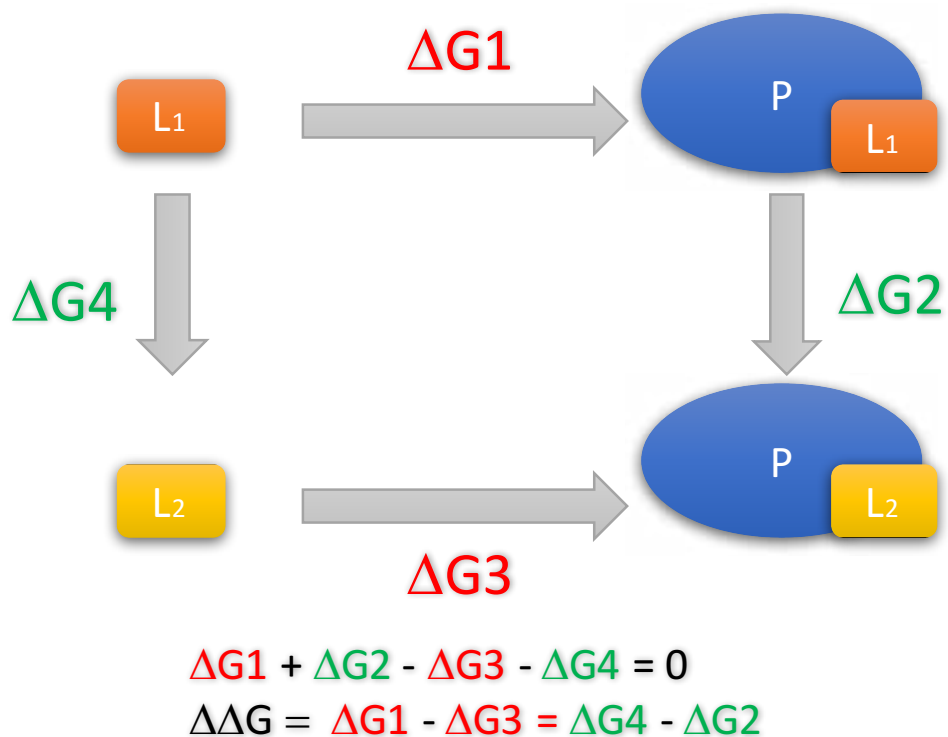 ΔG1
L1
P
L1
ΔG4
ΔG2
L2
P
L2
ΔG3
ΔG1 + ΔG2 - ΔG3 - ΔG4 = 0
ΔΔG = ΔG1 - ΔG3 = ΔG4 - ΔG2